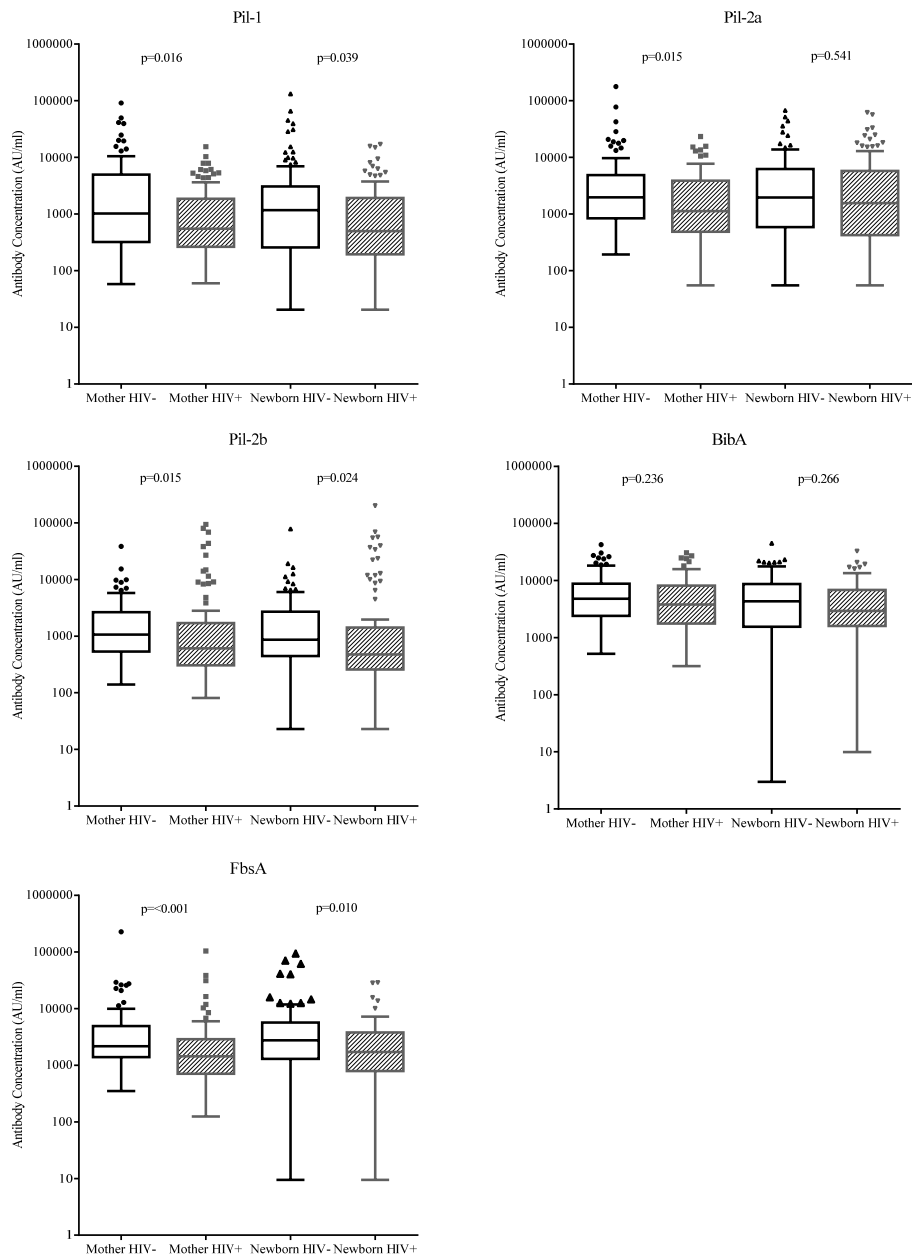 Pil-1
1000000
p=0.016
p=0.039
100000
10000
1000
100
10
1
Antibody Concentration (AU/ml)
Mother HIV-
Mother HIV+
Newborn HIV-
Newborn HIV+
Pil-2a
1000000
p=0.015
p=0.541
100000
10000
1000
100
10
1
Antibody Concentration (AU/ml)
Mother HIV-
Mother HIV+
Newborn HIV-
Newborn HIV+
Pil-2b
1000000
p=0.015
p=0.024
100000
10000
1000
100
10
1
Antibody Concentration (AU/ml)
Mother HIV-
Mother HIV+
Newborn HIV-
Newborn HIV+
BibA
1000000
p=0.236
p=0.266
100000
10000
1000
100
10
1
Antibody Concentration (AU/ml)
Mother HIV-
Mother HIV+
Newborn HIV-
Newborn HIV+
FbsA
1000000
p=<0.001
p=0.010
100000
10000
1000
100
10
1
Antibody Concentration (AU/ml)
Mother HIV-
Mother HIV+
Newborn HIV-
Newborn HIV+